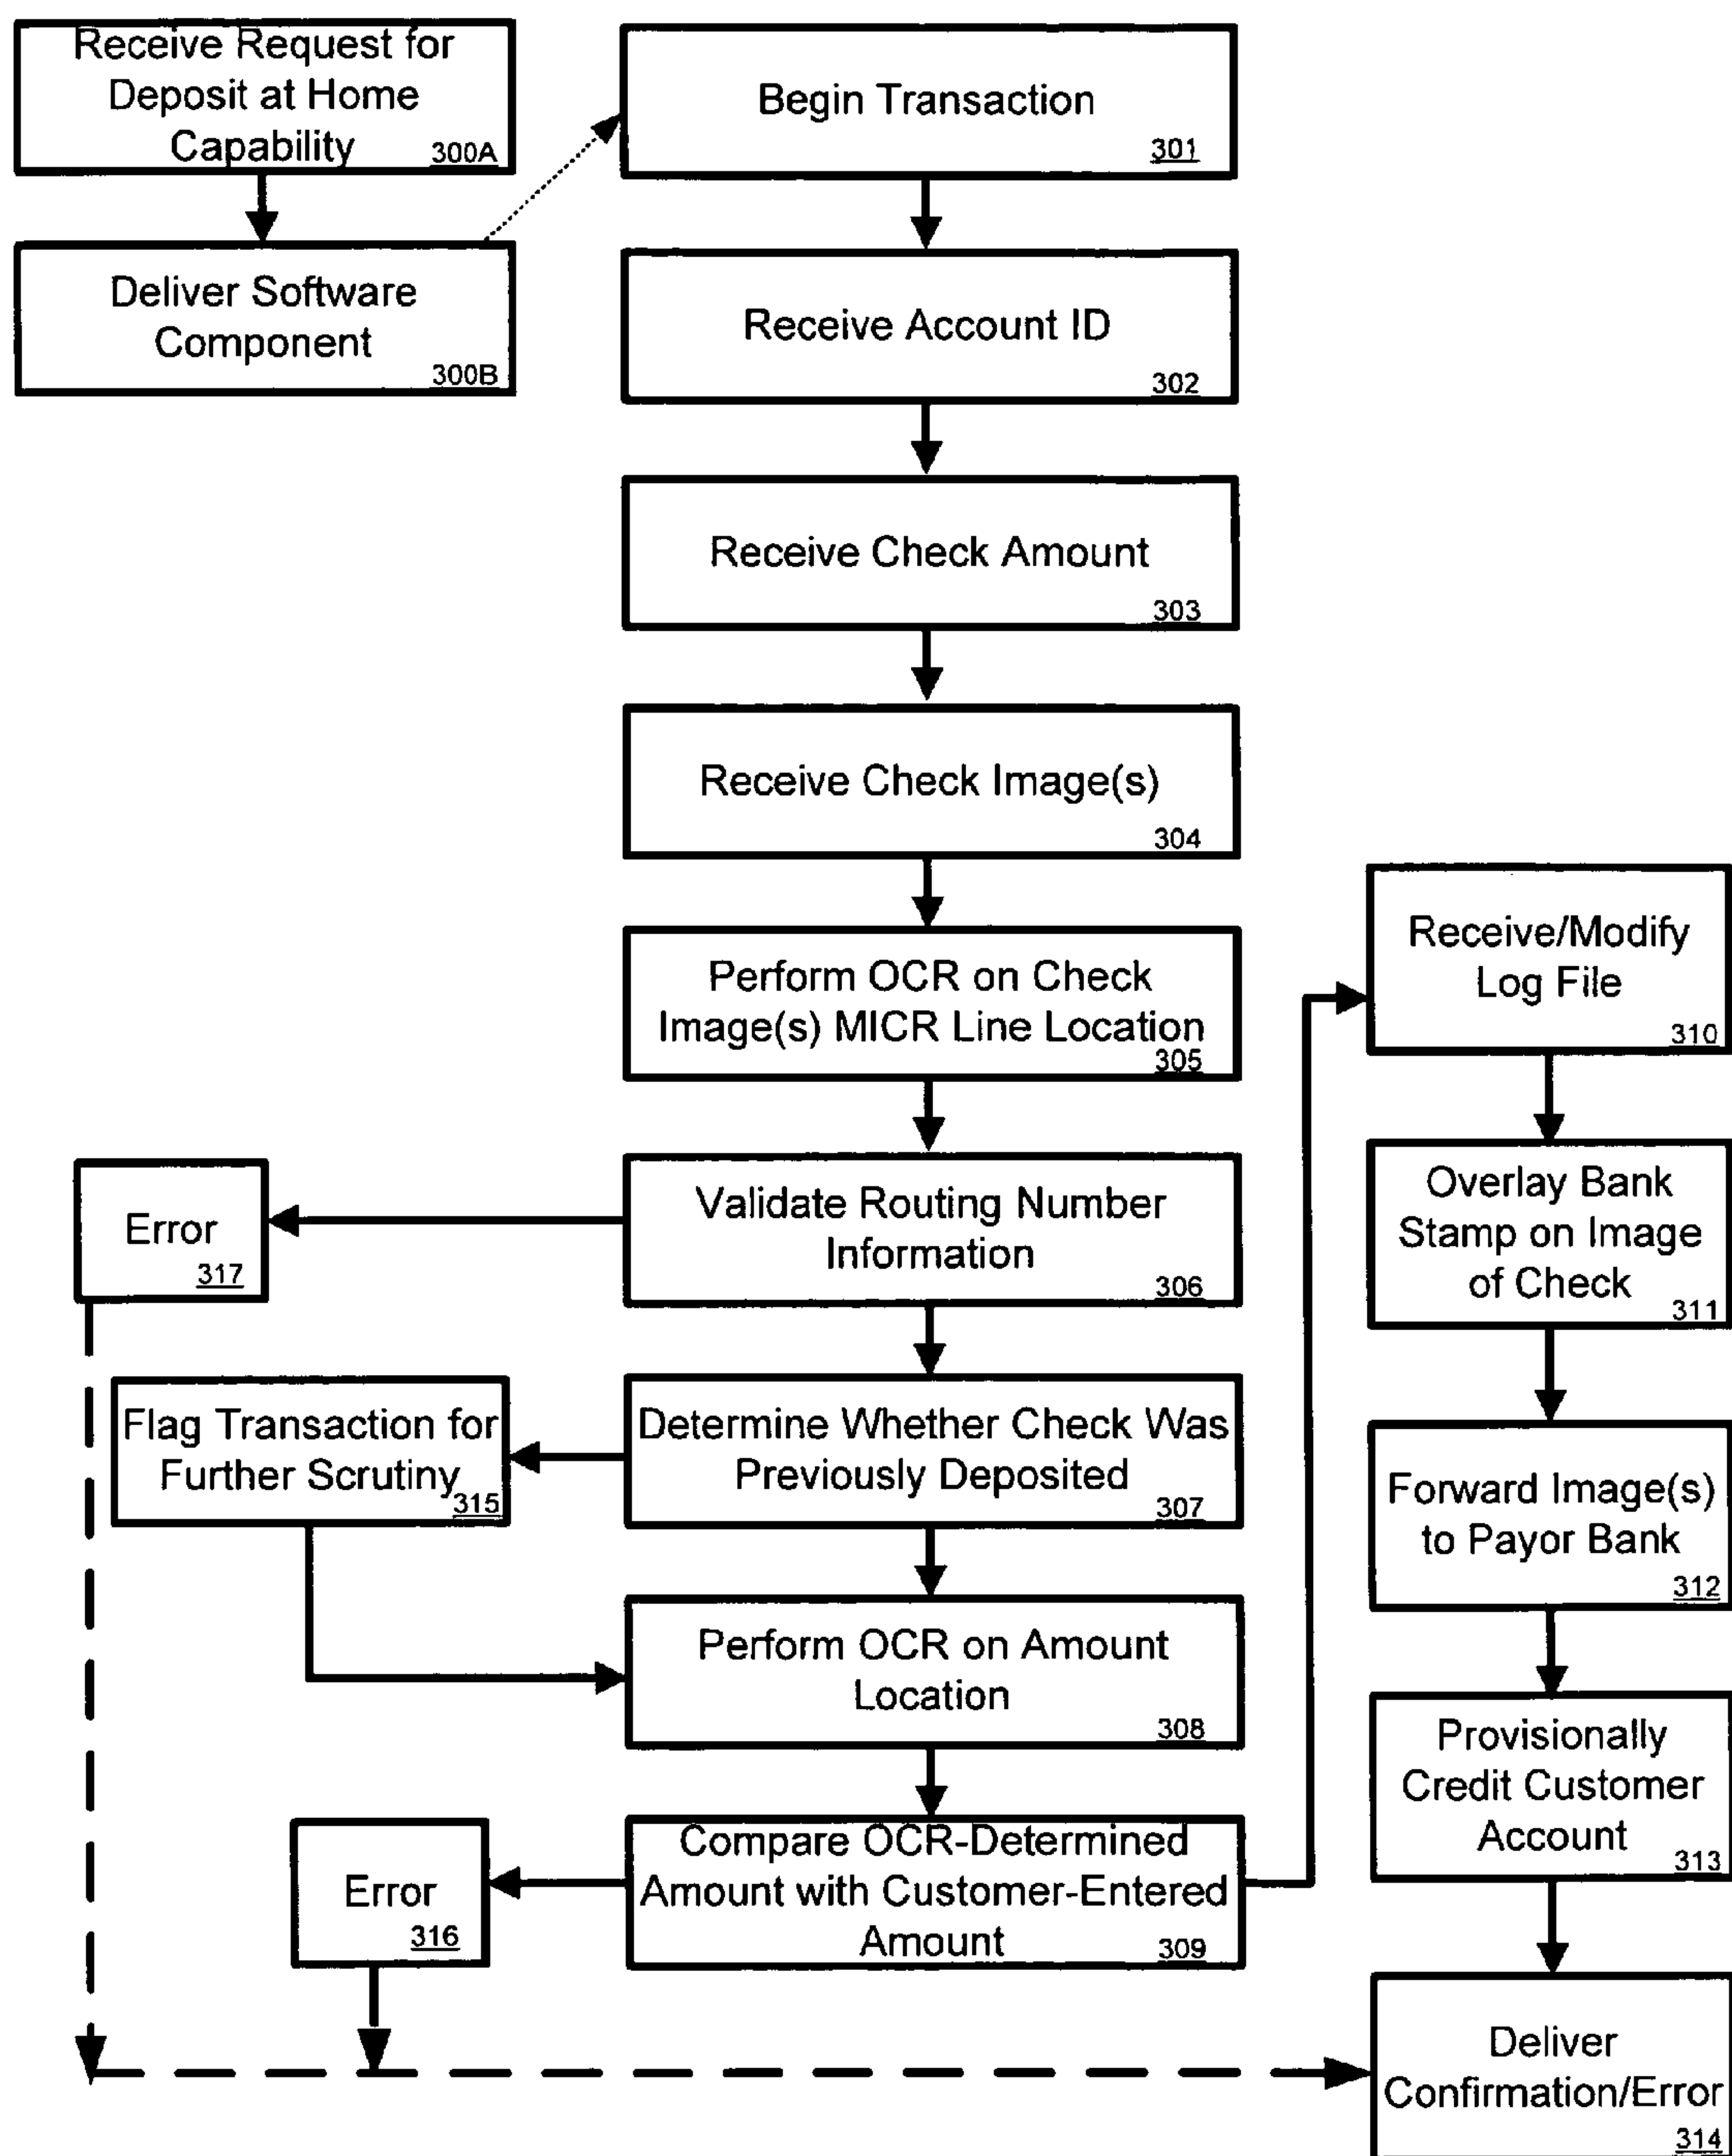 Receive Request for
Deposit at Home
Capability
300A
Deliver Software
Component
300B
Begin Transaction
301
Receive Account ID
302
Receive Check Amount
303
Receive Check Image(s)
304
Perform OCR on Check
Image(s) MICR Line Location
305
Validate Routing Number
Information
306
Error
317
Determine Whether Check Was
Previously Deposited
307
Flag Transaction for
Further Scrutiny
315
Perform OCR on Amount
Location
308
Compare OCR-Determined
Amount with Customer-Entered
Amount
309
Error
316
Receive/Modify
Log File
310
Overlay Bank
Stamp on Image
of Check
311
Forward Image(s)
to Payor Bank
312
Provisionally
Credit Customer
Account
313
Deliver
Confirmation/Error
314